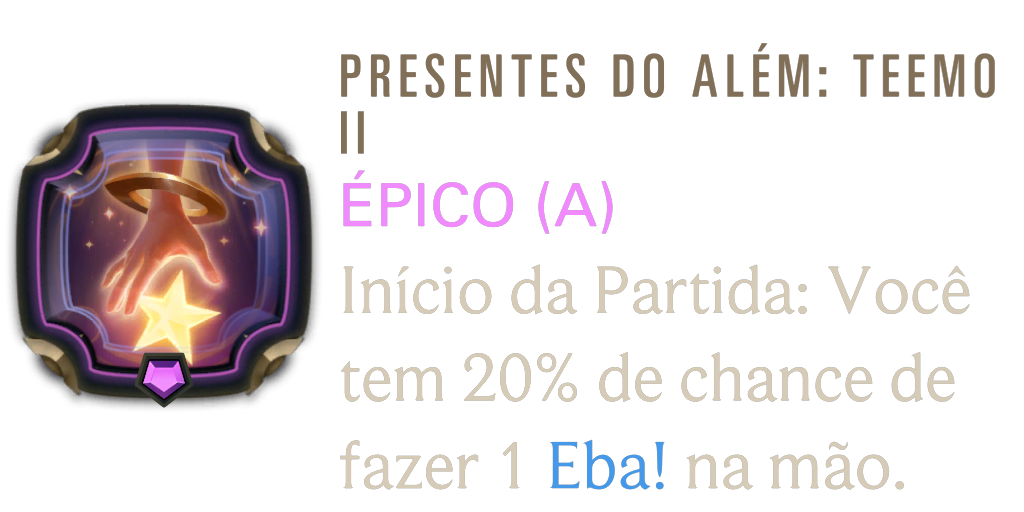 PRESENTES DO ALÉM: TEEMO
II
ÉPICO (A)
Início da Partida: Você
tem 20% de chance de
fazer 1 Eba! na mão.